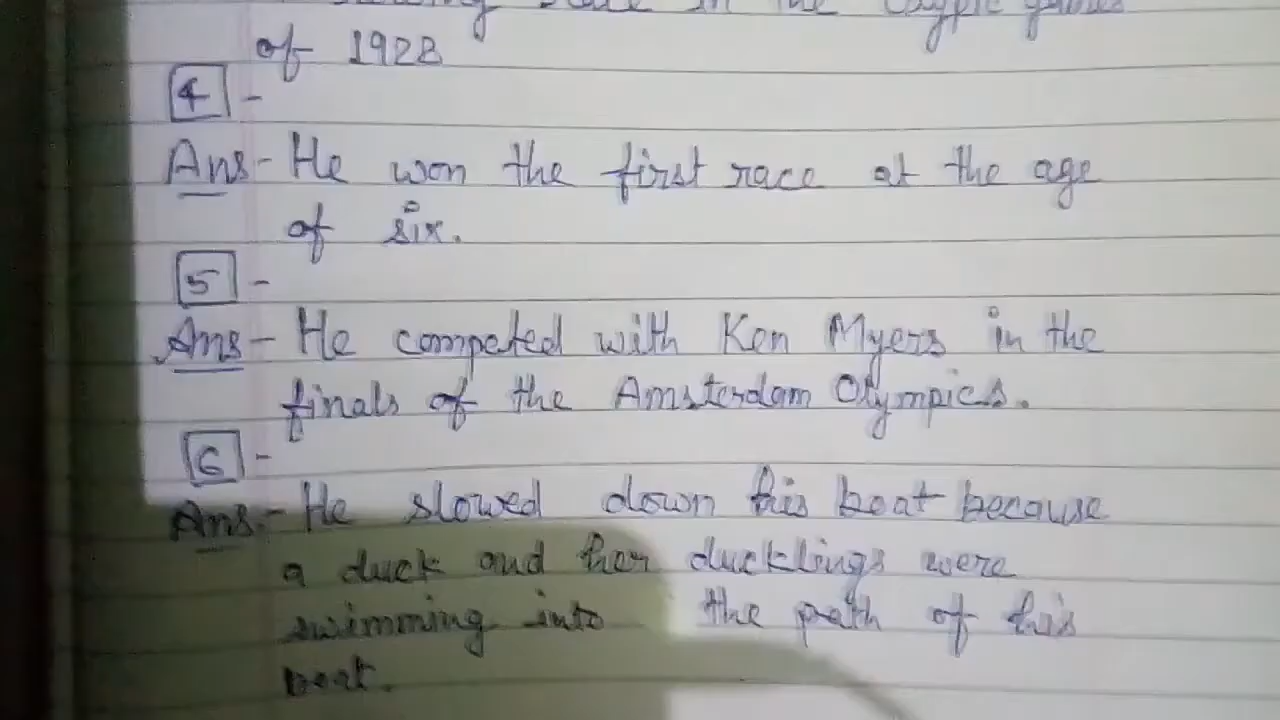 in the
of 1928
4 -
Ans - He won the first race at the age
of six.
5 -
Ans - He competed with Ken Myers in the
finals of the Amsterdam Olympics.
6 -
Ans. - He slowed down his boat because
a duck and her ducklings were
swimming into the path of his
boat.